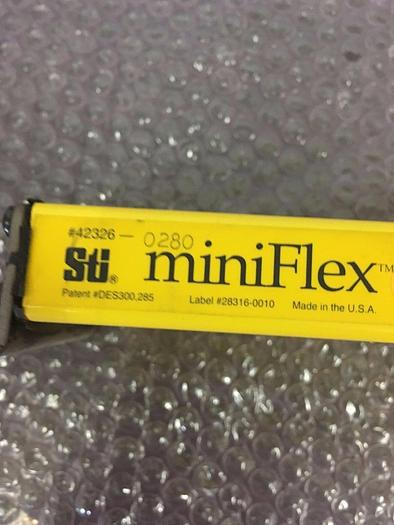 #42326 — 0280
Sti® miniFlex™
Patent #DES300,285 Label #28316-0010 Made in the U.S.A.